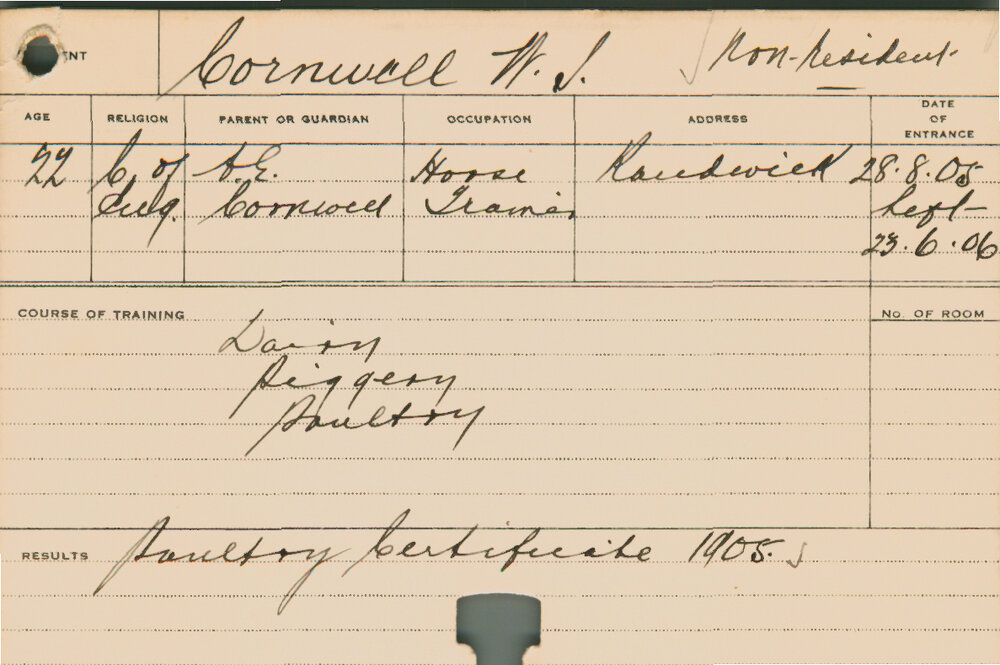 ENT Cornwell W. J. Non-Resident
AGE RELIGION PARENT OR GUARDIAN OCCUPATION ADDRESS DATE OF ENTRANCE
22 C. of A.E. Horse Randwick 28.8.05
Eng. Cornwell Trainer Left
23.6.06
COURSE OF TRAINING No. OF ROOM
Dairy
Piggery
Poultry
RESULTS Poultry Certificate 1905.